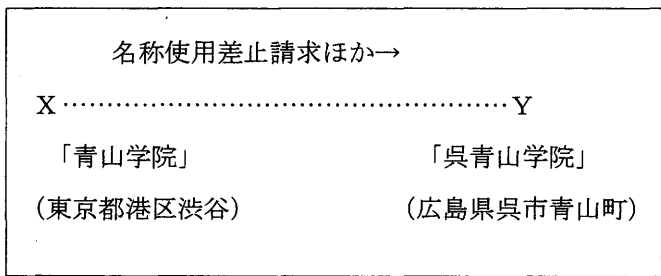 名称使用差止請求ほか→
X……………………………………………Y
「青山学院」 「呉青山学院」
(東京都港区渋谷) (広島県呉市青山町)